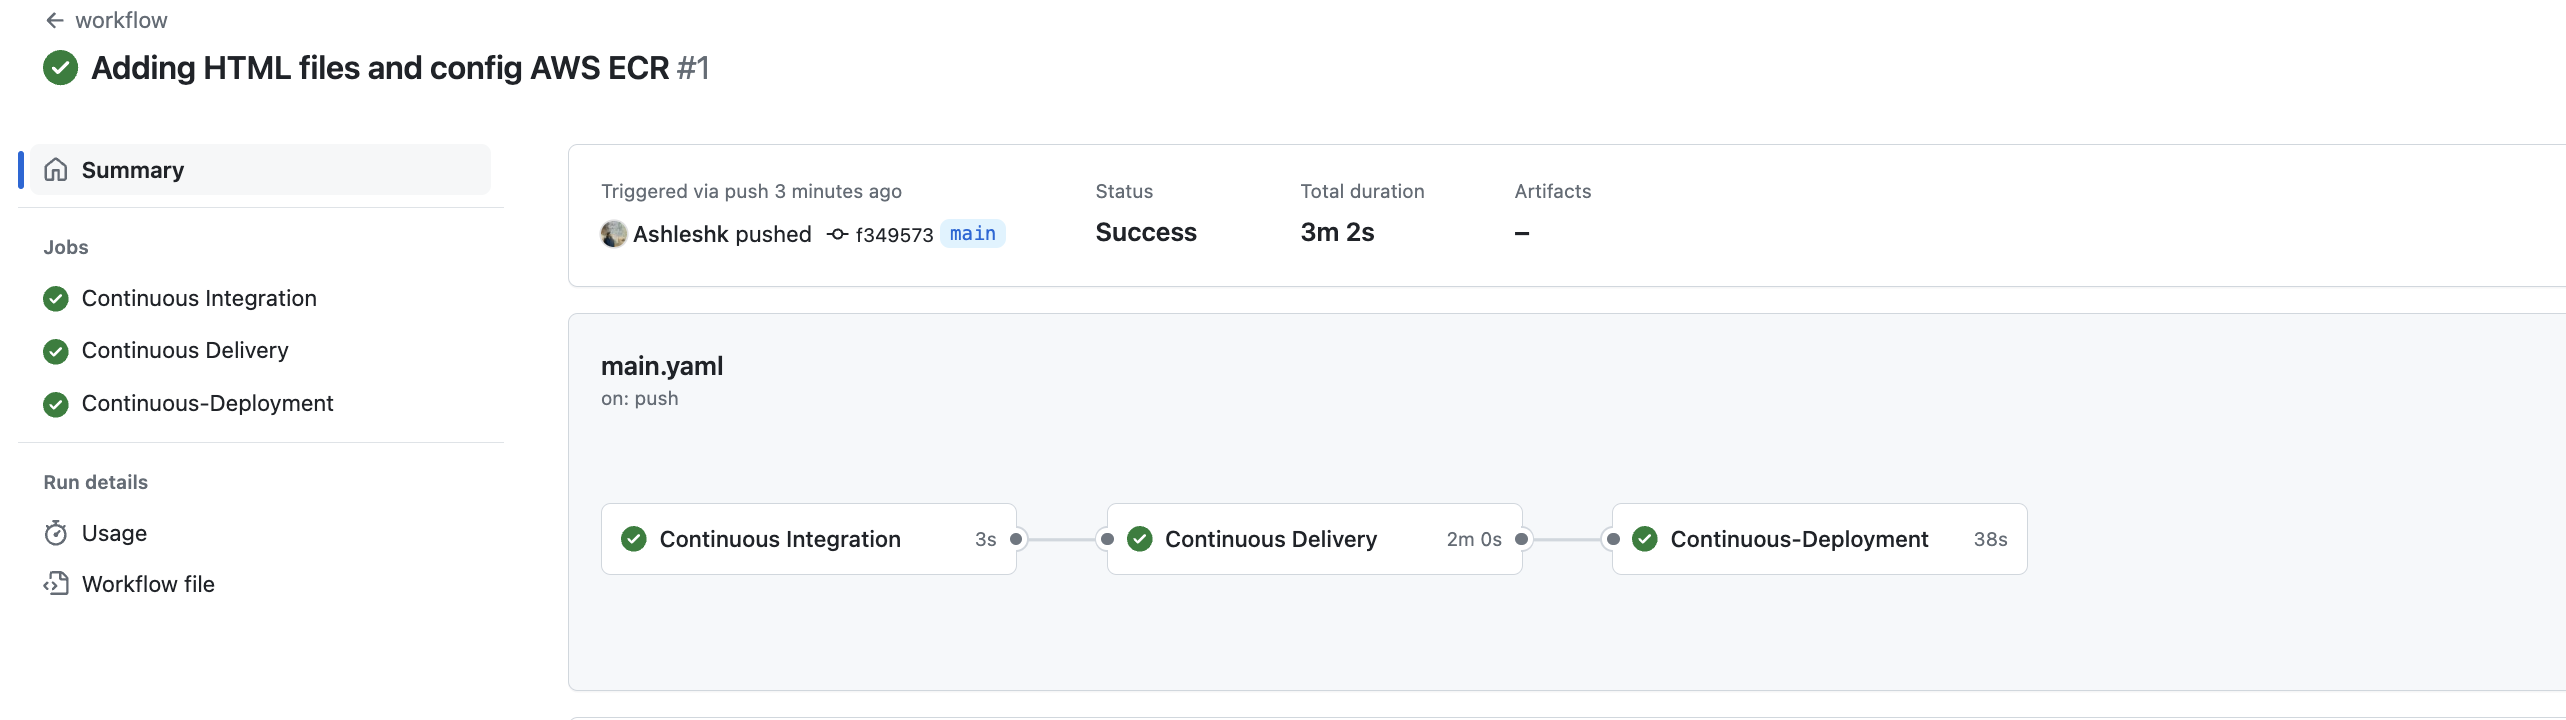 workflow
Adding HTML files and config AWS ECR #1
Summary
Jobs
Continuous Integration
Continuous Delivery
Continuous-Deployment
Run details
Usage
Workflow file
Triggered via push 3 minutes ago
Ashleshk pushed f349573 main
Status
Success
Total duration
3m 2s
Artifacts
–
main.yaml
on: push
Continuous Integration 3s
Continuous Delivery 2m 0s
Continuous-Deployment 38s